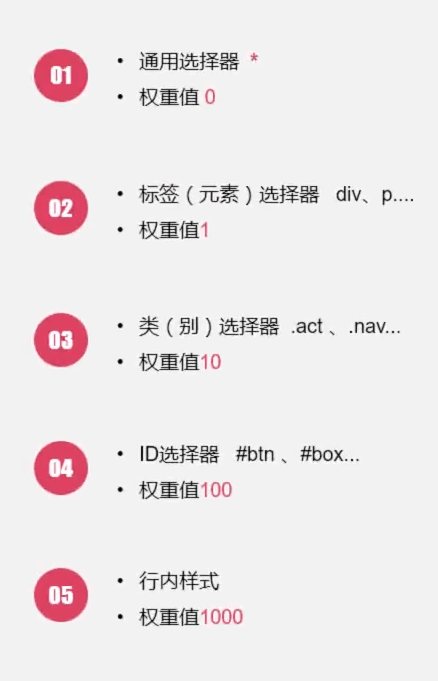 01
通用选择器 *
权重值 0
02
标签（元素）选择器 div、p....
权重值1
03
类（别）选择器 .act 、.nav...
权重值10
04
ID选择器 #btn 、#box...
权重值100
05
行内样式
权重值1000